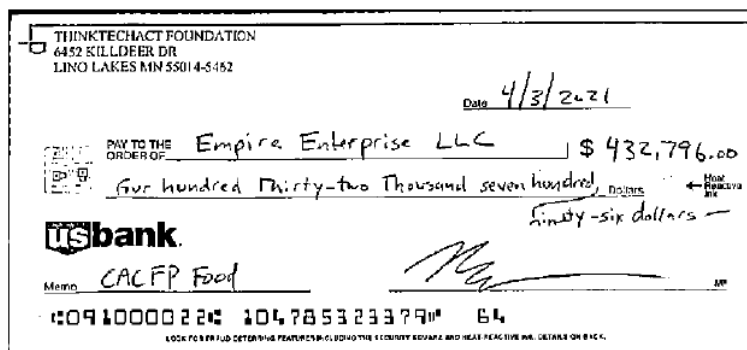 THINKTECHACT FOUNDATION
6452 KILLDEER DR
LINO LAKES MN 55014-5462
Date 4/3/2021
PAY TO THE ORDER OF Empire Enterprise LLC $ 432,796.00
Four hundred Thirty-two Thousand seven hundred, Dollars
Heat Reactive Ink
ninety-six dollars —
usbank.
Memo CACFP Food
MP
⑆091000022⑆ 104785323379⑈ 64
LOOK FOR FRAUD DETERRING FEATURES INCLUDING THE SECURITY SQUARE AND HEAT-REACTIVE INK. DETAILS ON BACK.